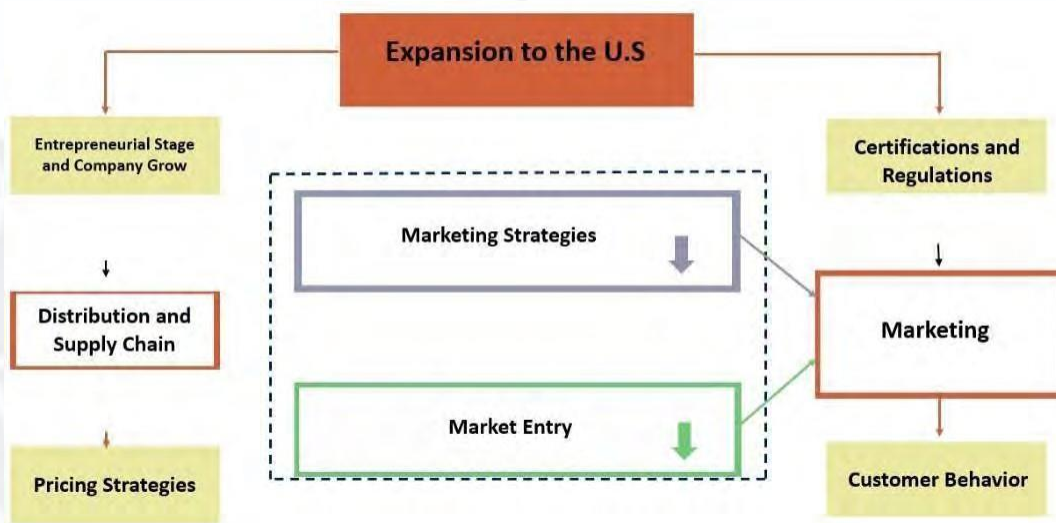 Expansion to the U.S
Entrepreneurial Stage
and Company Grow
Certifications and
Regulations
Marketing Strategies
Distribution and
Supply Chain
Marketing
Market Entry
Pricing Strategies
Customer Behavior